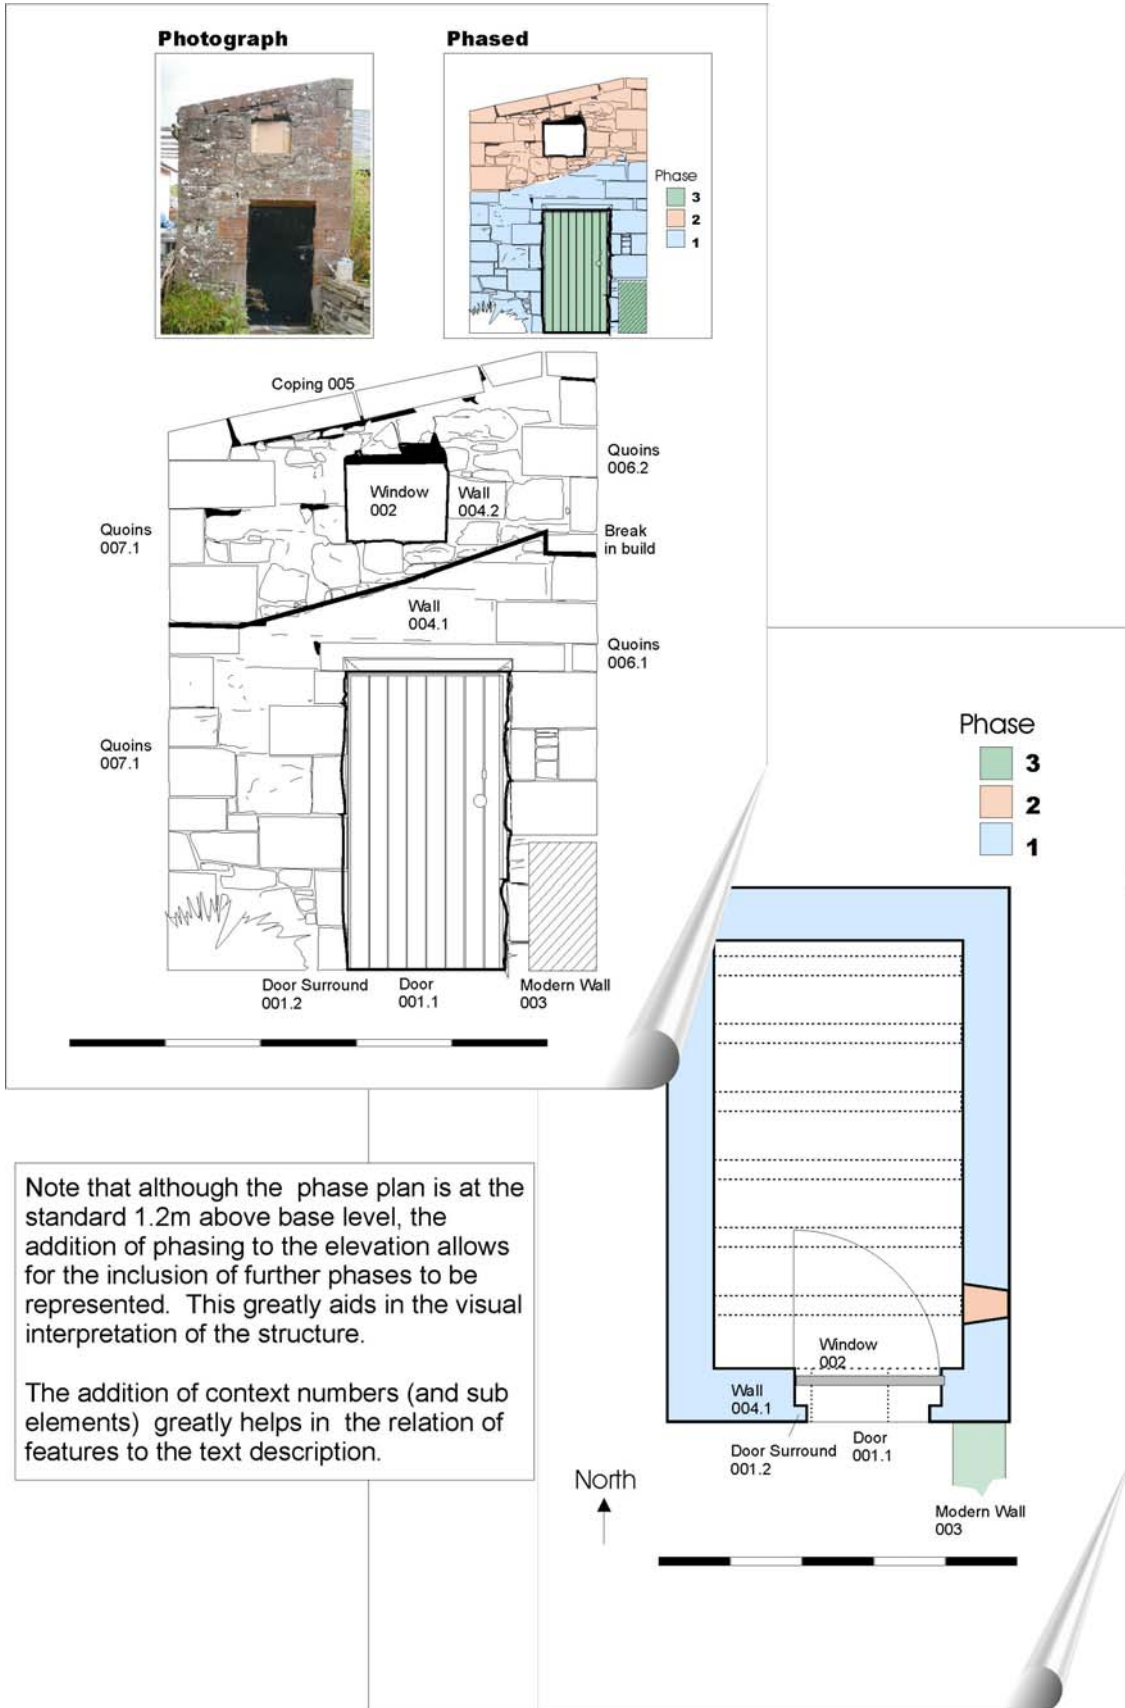 Photograph
Phased
Phase
3
2
1
Coping 005
Quoins
006.2
Window
002
Wall
004.2
Quoins
007.1
Break
in build
Wall
004.1
Quoins
006.1
Quoins
007.1
Door Surround
001.2
Door
001.1
Modern Wall
003
Phase
3
2
1
Note that although the phase plan is at the
standard 1.2m above base level, the
addition of phasing to the elevation allows
for the inclusion of further phases to be
represented. This greatly aids in the visual
interpretation of the structure.
The addition of context numbers (and sub
elements) greatly helps in the relation of
features to the text description.
Window
002
Wall
004.1
Door Surround
001.2
Door
001.1
North
Modern Wall
003